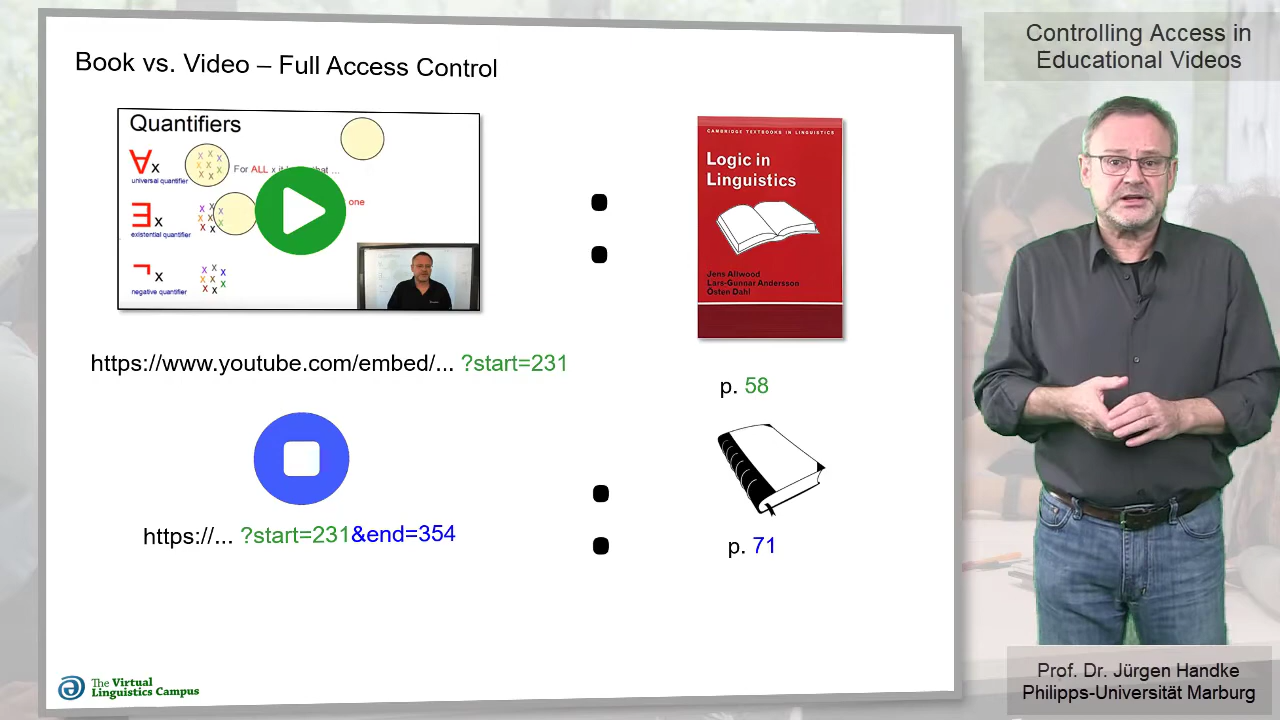 Controlling Access in
Educational Videos
Book vs. Video – Full Access Control
Quantifiers
∀x
For ALL x it
that ...
universal quantifier
∃x
one
existential quantifier
¬x
negative quantifier
CAMBRIDGE TEXTBOOKS IN LINGUISTICS
Logic in
Linguistics
Jens Allwood
Lars-Gunnar Andersson
Östen Dahl
:
https://www.youtube.com/embed/... ?start=231
p. 58
:
https://... ?start=231&end=354
p. 71
The Virtual
Linguistics Campus
Prof. Dr. Jürgen Handke
Philipps-Universität Marburg